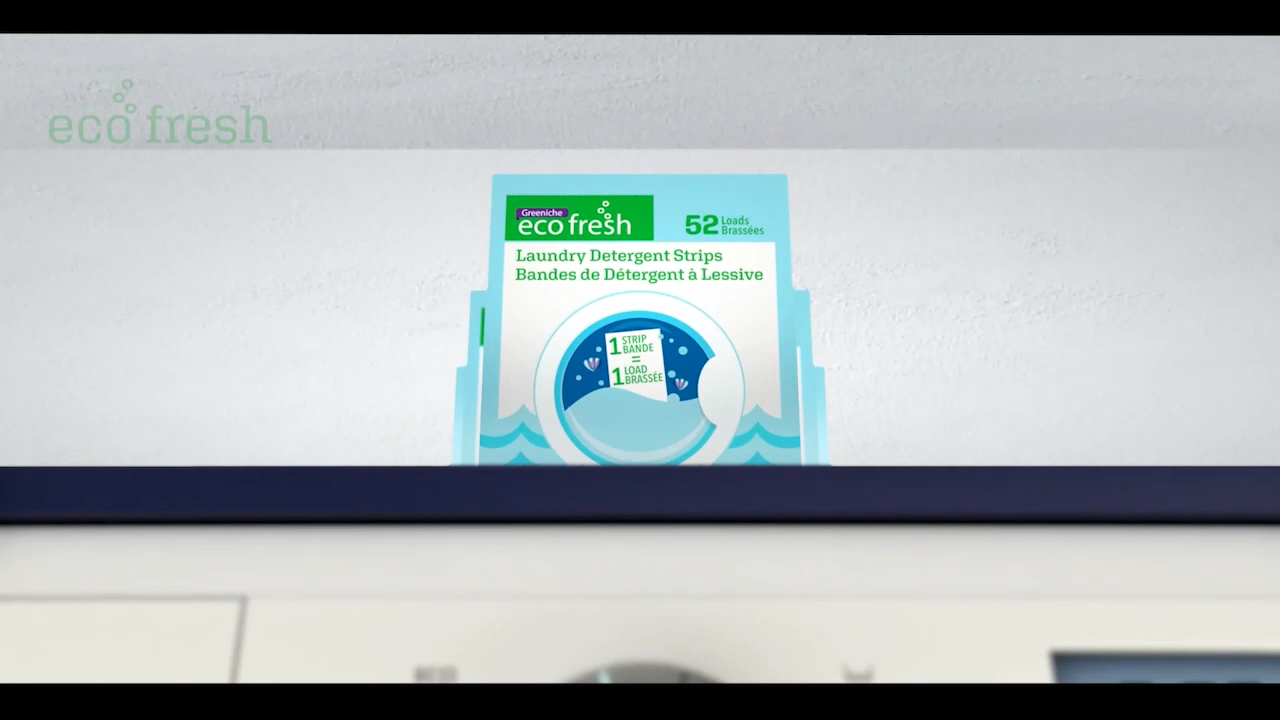 eco fresh
Greeniche
eco fresh
52 Loads
Brassées
Laundry Detergent Strips
Bandes de Détergent à Lessive
1 STRIP
BANDE
=
1 LOAD
BRASSÉE